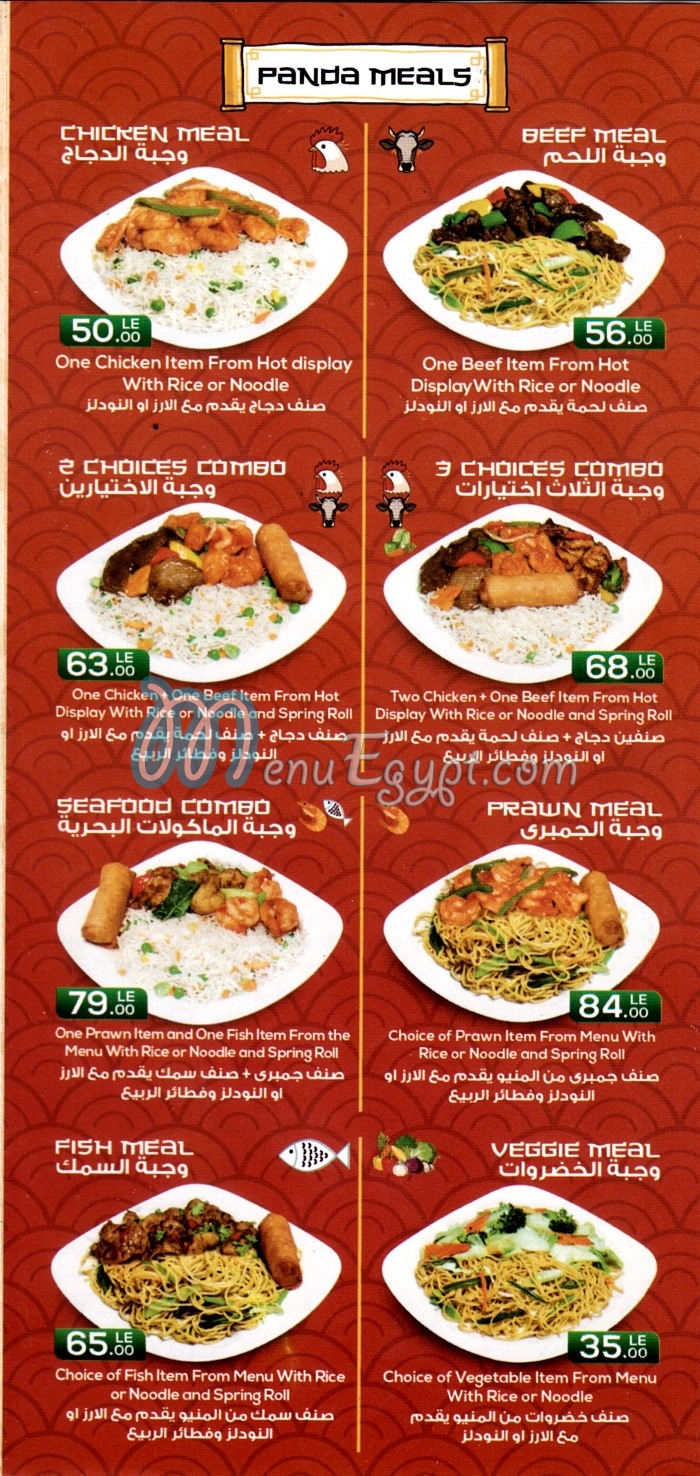 PANDA MEALS
CHICKEN MEAL
وجبة الدجاج
50.00 LE
One Chicken Item From Hot display
With Rice or Noodle
صنف دجاج يقدم مع الارز او النودلز
BEEF MEAL
وجبة اللحم
56.00 LE
One Beef Item From Hot
DisplayWith Rice or Noodle
صنف لحمة يقدم مع الارز او النودلز
2 CHOICES COMBO
وجبة الاختيارين
63.00 LE
One Chicken + One Beef Item From Hot
Display With Rice or Noodle and Spring Roll
صنف دجاج + صنف لحمة يقدم مع الارز او
النودلز وفطائر الربيع
3 CHOICES COMBO
وجبة الثلاث اختيارات
68.00 LE
Two Chicken + One Beef Item From Hot
Display With Rice or Noodle and Spring Roll
صنفين دجاج + صنف لحمة يقدم مع الارز
او النودلز وفطائر الربيع
MenuEgypt.com
SEAFOOD COMBO
وجبة الماكولات البحرية
79.00 LE
One Prawn Item and One Fish Item From the
Menu With Rice or Noodle and Spring Roll
صنف جمبرى + صنف سمك يقدم مع الارز
او النودلز وفطائر الربيع
PRAWN MEAL
وجبة الجمبرى
84.00 LE
Choice of Prawn Item From Menu With
Rice or Noodle and Spring Roll
صنف جمبرى من المنيو يقدم مع الارز او
النودلز وفطائر الربيع
FISH MEAL
وجبة السمك
65.00 LE
Choice of Fish Item From Menu With Rice
or Noodle and Spring Roll
صنف سمك من المنيو يقدم مع الارز او
النودلز وفطائر الربيع
VEGGIE MEAL
وجبة الخضروات
35.00 LE
Choice of Vegetable Item From Menu
With Rice or Noodle
صنف خضروات من المنيو يقدم
مع الارز او النودلز